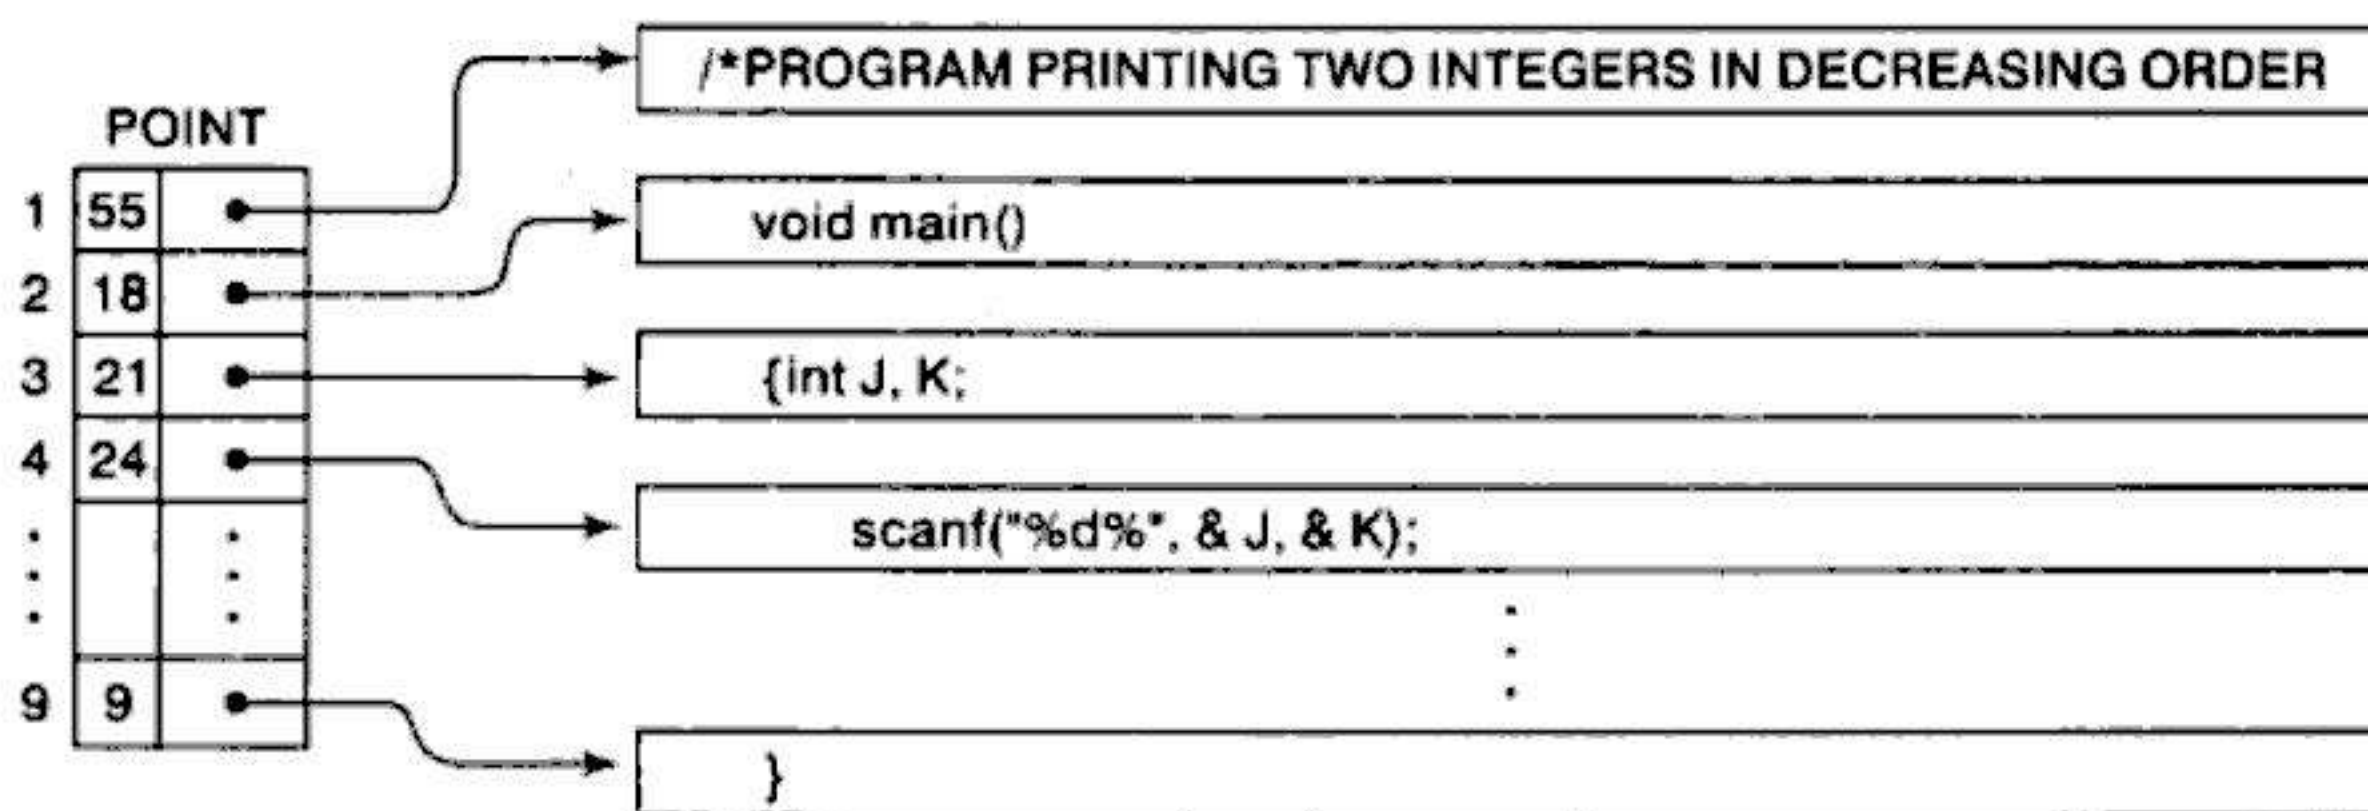 /*PROGRAM PRINTING TWO INTEGERS IN DECREASING ORDER
POINT
1 55
void main()
2 18
3 21 {int J, K;
4 24
scanf("%d%", & J, & K);
9 9
}